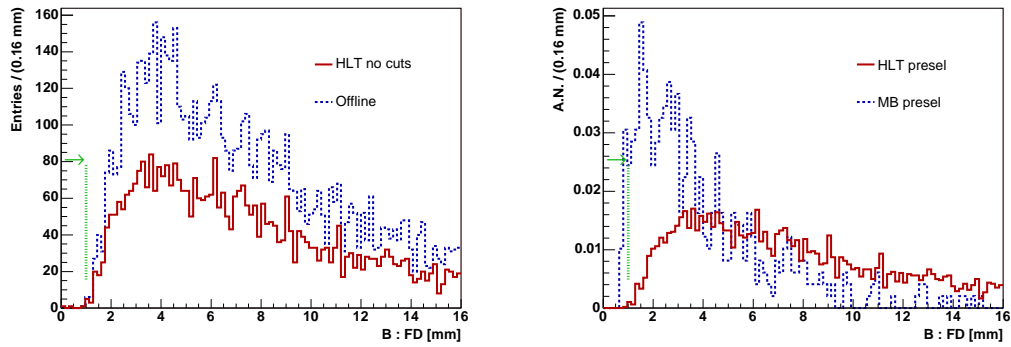 Entries / (0.16 mm)
160
140
120
100
80
60
40
20
0
HLT no cuts
Offline
0 2 4 6 8 10 12 14 16
B : FD [mm]
A.N. / (0.16 mm)
0.05
0.04
0.03
0.02
0.01
0
HLT presel
MB presel
0 2 4 6 8 10 12 14 16
B : FD [mm]